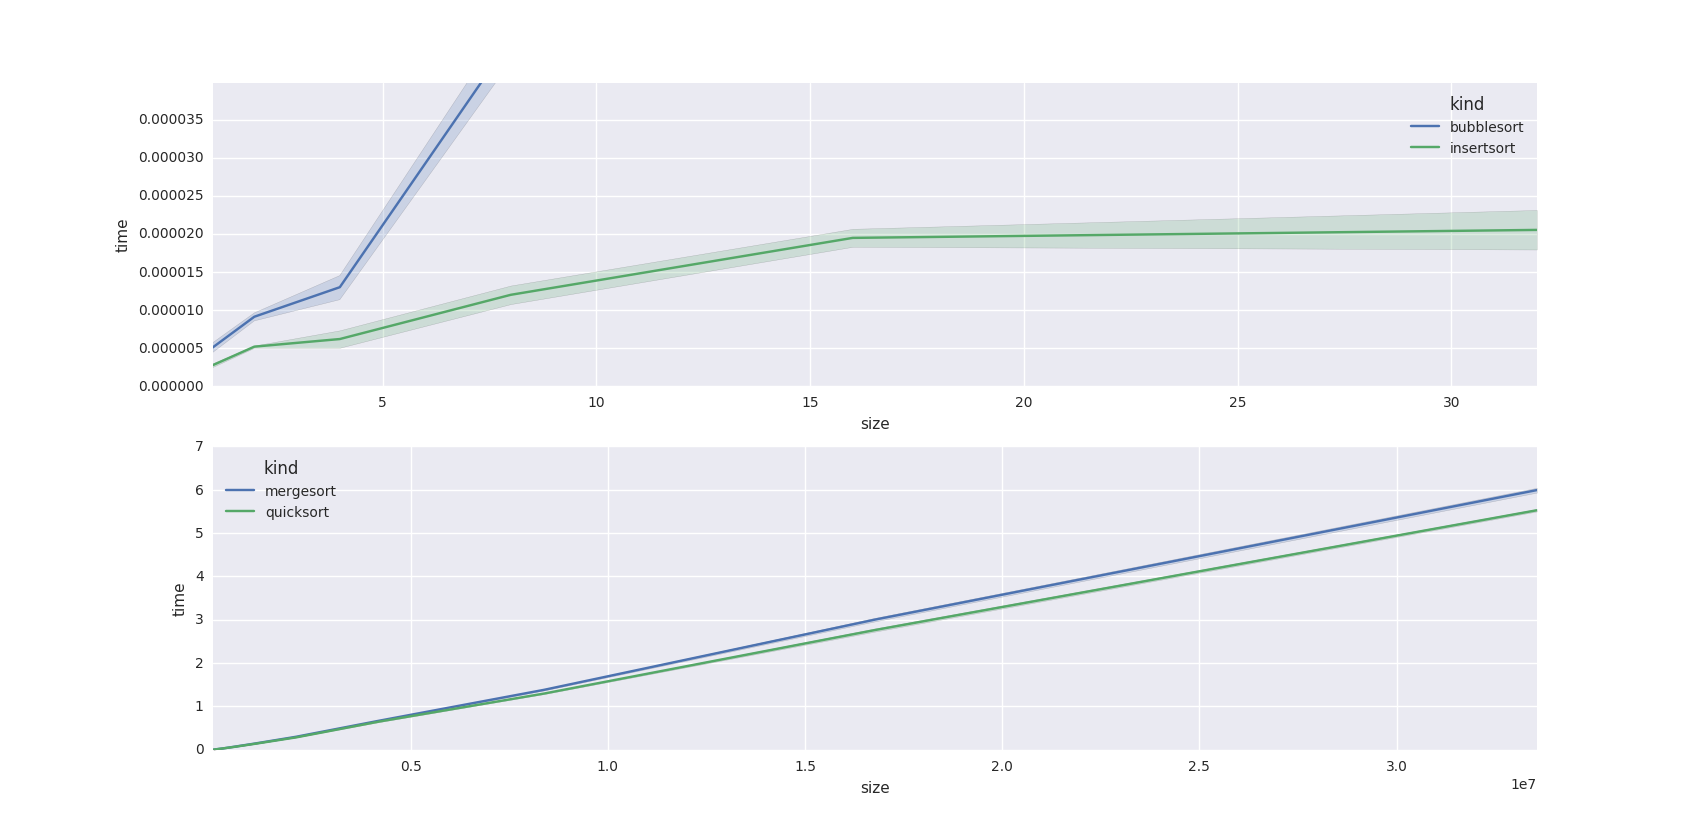 kind
bubblesort
insertsort
time
0.000035
0.000030
0.000025
0.000020
0.000015
0.000010
0.000005
0.000000
5 10 15 20 25 30
size
kind
mergesort
quicksort
time
7
6
5
4
3
2
1
0
0.5 1.0 1.5 2.0 2.5 3.0
1e7
size